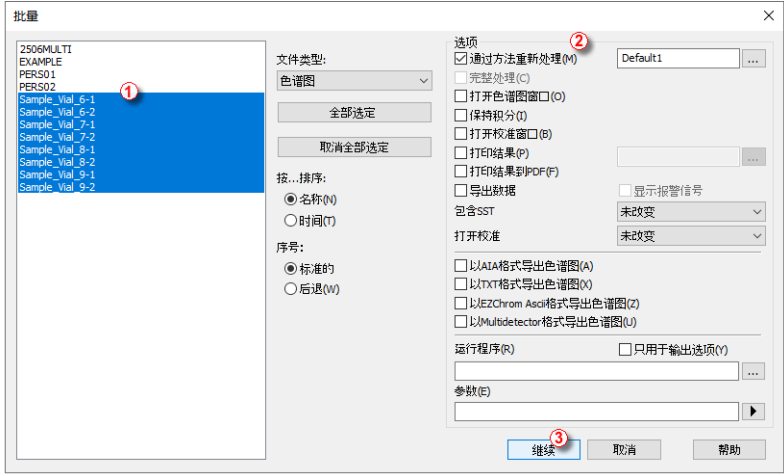 批量
2506MULTI
EXAMPLE
PERS01
PERS02
Sample_Vial_6-1
Sample_Vial_6-2
Sample_Vial_7-1
Sample_Vial_7-2
Sample_Vial_8-1
Sample_Vial_8-2
Sample_Vial_9-1
Sample_Vial_9-2
1
文件类型:
色谱图
全部选定
取消全部选定
按...排序:
名称(N)
时间(T)
序号:
标准的
后退(W)
选项
2
通过方法重新处理(M)
Default1
...
完整处理(C)
打开色谱图窗口(O)
保持积分(I)
打开校准窗口(B)
打印结果(P)
...
打印结果到PDF(F)
导出数据
显示报警信号
包含SST
未改变
打开校准
未改变
以AIA格式导出色谱图(A)
以TXT格式导出色谱图(X)
以EZChrom Ascii格式导出色谱图(Z)
以Multidetector格式导出色谱图(U)
运行程序(R)
只用于输出选项(Y)
...
参数(E)
3
继续
取消
帮助